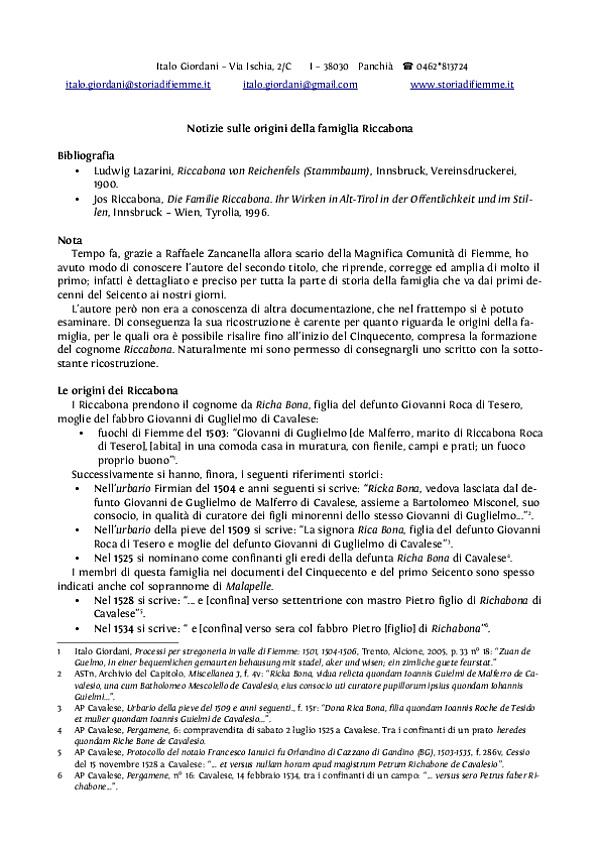 Italo Giordani – Via Ischia, 2/C I – 38030 Panchià ☎ 0462*813724
italo.giordani@storiadifiemme.it italo.giordani@gmail.com www.storiadifiemme.it
Notizie sulle origini della famiglia Riccabona
Bibliografia
• Ludwig Lazarini, Riccabona von Reichenfels (Stammbaum), Innsbruck, Vereinsdruckerei,
1900.
• Jos Riccabona, Die Familie Riccabona. Ihr Wirken in Alt-Tirol in der Offentlichkeit und im Stil-
len, Innsbruck – Wien, Tyrolia, 1996.
Nota
Tempo fa, grazie a Raffaele Zancanella allora scario della Magnifica Comunità di Fiemme, ho
avuto modo di conoscere l'autore del secondo titolo, che riprende, corregge ed amplia di molto il
primo; infatti è dettagliato e preciso per tutta la parte di storia della famiglia che va dai primi de-
cenni del Seicento ai nostri giorni.
L'autore però non era a conoscenza di altra documentazione, che nel frattempo si è potuto
esaminare. Di conseguenza la sua ricostruzione è carente per quanto riguarda le origini della fa-
miglia, per le quali ora è possibile risalire fino all'inizio del Cinquecento, compresa la formazione
del cognome Riccabona. Naturalmente mi sono permesso di consegnargli uno scritto con la sotto-
stante ricostruzione.
Le origini dei Riccabona
I Riccabona prendono il cognome da Richa Bona, figlia del defunto Giovanni Roca di Tesero,
moglie del fabbro Giovanni di Guglielmo di Cavalese:
• fuochi di Fiemme del 1503: "Giovanni di Guglielmo [de Malferro, marito di Riccabona Roca
di Tesero], [abita] in una comoda casa in muratura, con fienile, campi e prati; un fuoco
proprio buono"1.
Successivamente si hanno, finora, i seguenti riferimenti storici:
• Nell'urbario Firmian del 1504 e anni seguenti si scrive: "Ricka Bona, vedova lasciata dal de-
funto Giovanni de Guglielmo de Malferro di Cavalese, assieme a Bartolomeo Misconel, suo
consocio, in qualità di curatore dei figli minorenni dello stesso Giovanni di Guglielmo..."2.
• Nell'urbario della pieve del 1509 si scrive: "La signora Rica Bona, figlia del defunto Giovanni
Roca di Tesero e moglie del defunto Giovanni di Guglielmo di Cavalese"3.
• Nel 1525 si nominano come confinanti gli eredi della defunta Richa Bona di Cavalese4.
I membri di questa famiglia nei documenti del Cinquecento e del primo Seicento sono spesso
indicati anche col soprannome di Malapelle.
• Nel 1528 si scrive: "... e [confina] verso settentrione con mastro Pietro figlio di Richabona di
Cavalese"5.
• Nel 1534 si scrive: " e [confina] verso sera col fabbro Pietro [figlio] di Richabona"6.
1 Italo Giordani, Processi per stregoneria in valle di Fiemme: 1501, 1504-1506, Trento, Alcione, 2005, p. 33 n° 18: "Zuan de
Guelmo, in einer bequemlichen gemaurten behausung mit stadel, aker und wisen; ein zimliche guete feurstat."
2 ASTn, Archivio del Capitolo, Miscellanea J, f. 4v: "Ricka Bona, vidua relicta quondam Ioannis Guielmi de Malferro de Ca-
valesio, una cum Batholomeo Mescolello de Cavalesio, eius consocio uti curatore pupillorum ipsius quondam Iohannis
Guielmi...".
3 AP Cavalese, Urbario della pieve del 1509 e anni seguenti., f. 15r: "Dona Rica Bona, filia quondam Ioannis Roche de Tesido
et mulier quondam Ioannis Guielmi de Cavalesio...".
4 AP Cavalese, Pergamene, 6: compravendita di sabato 2 luglio 1525 a Cavalese. Tra i confinanti di un prato heredes
quondam Riche Bone de Cavalesio.
5 AP Cavalese, Protocollo del notaio Francesco Ianuici fu Orlandino di Cazzano di Gandino (BG), 1503-1535, f. 286v, Cessio
del 15 novembre 1528 a Cavalese: "... et versus nullam horam apud magistrum Petrum Richabone de Cavalesio".
6 AP Cavalese, Pergamene, n° 16: Cavalese, 14 febbraio 1534, tra i confinanti di un campo: "... versus sero Petrus faber Ri-
chabone...".